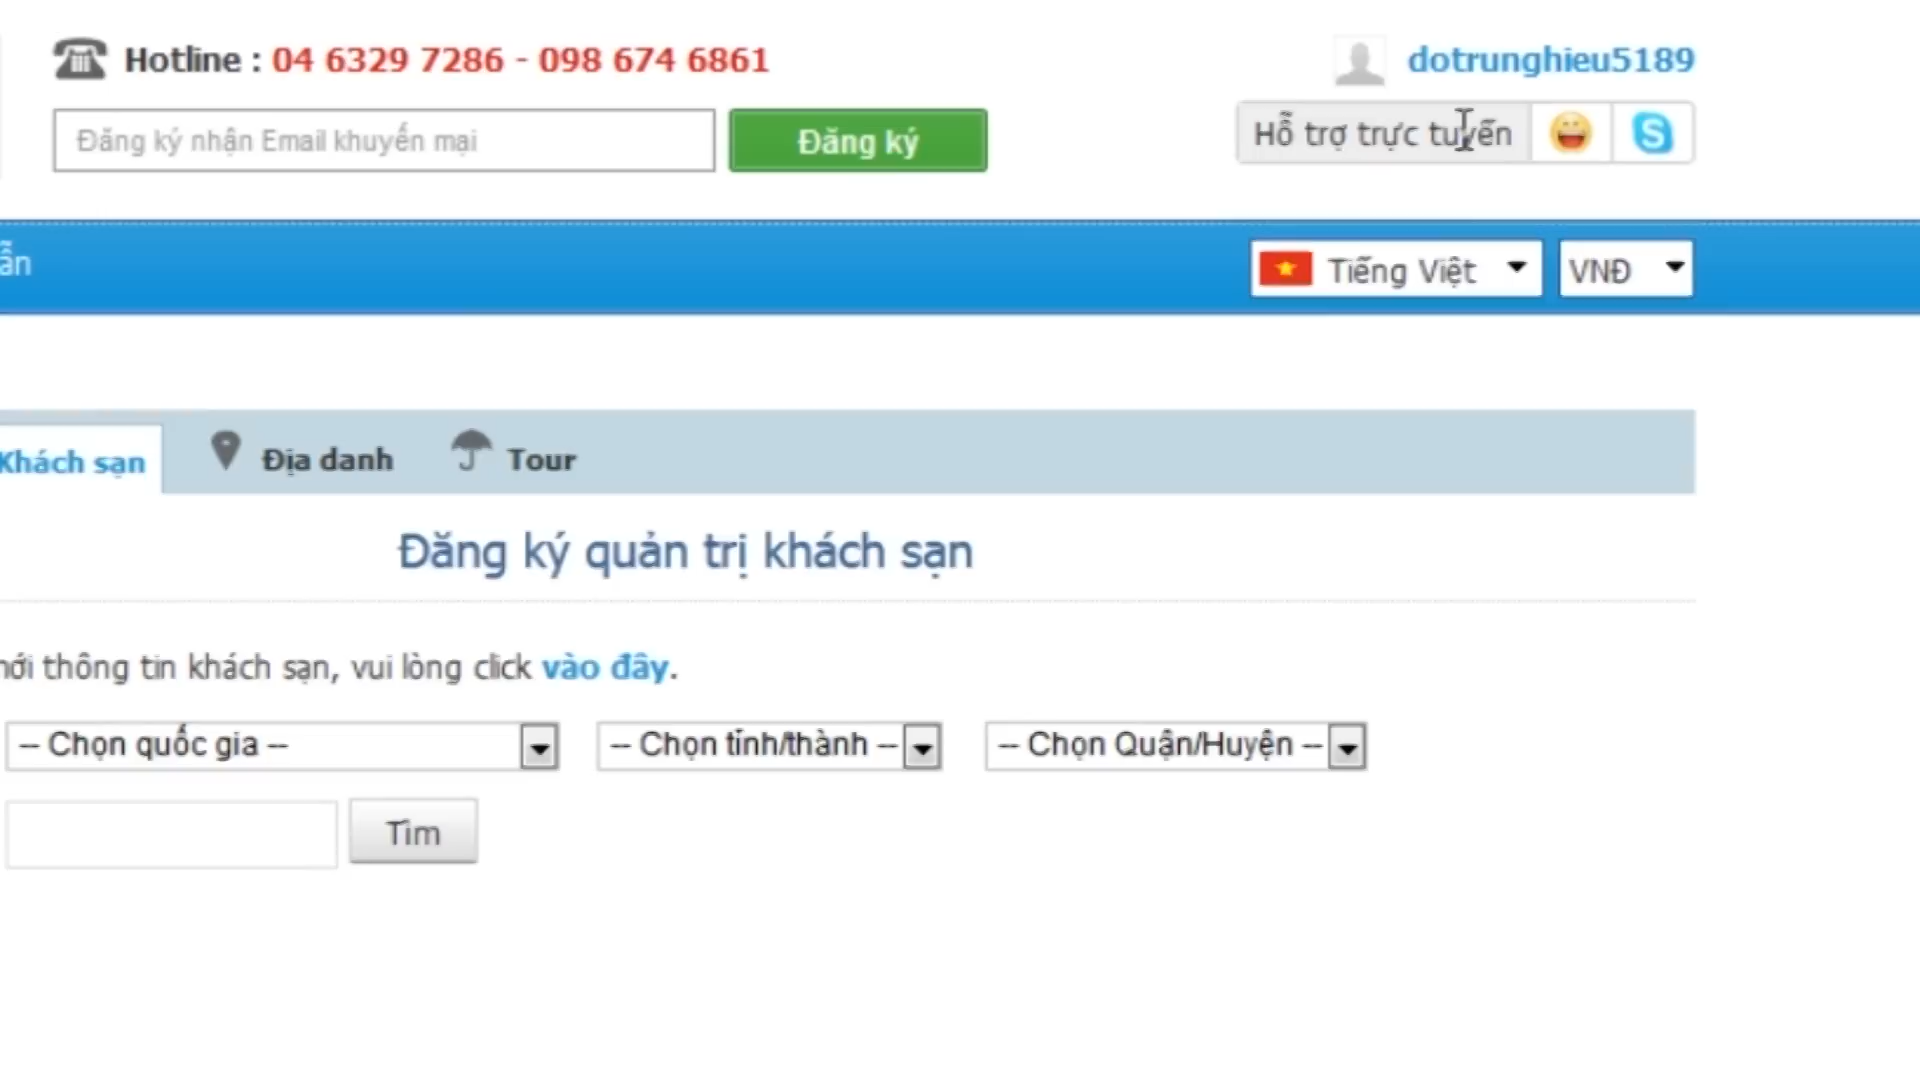 Hotline : 04 6329 7286 - 098 674 6861
dotrunghieu5189
Đăng ký nhận Email khuyến mại
Đăng ký
Hỗ trợ trực tuyến
Tiếng Việt
VNĐ
Khách sạn
Địa danh
Tour
Đăng ký quản trị khách sạn
thông tin khách sạn, vui lòng click vào đây.
-- Chọn quốc gia --
-- Chọn tỉnh/thành --
-- Chọn Quận/Huyện --
Tìm